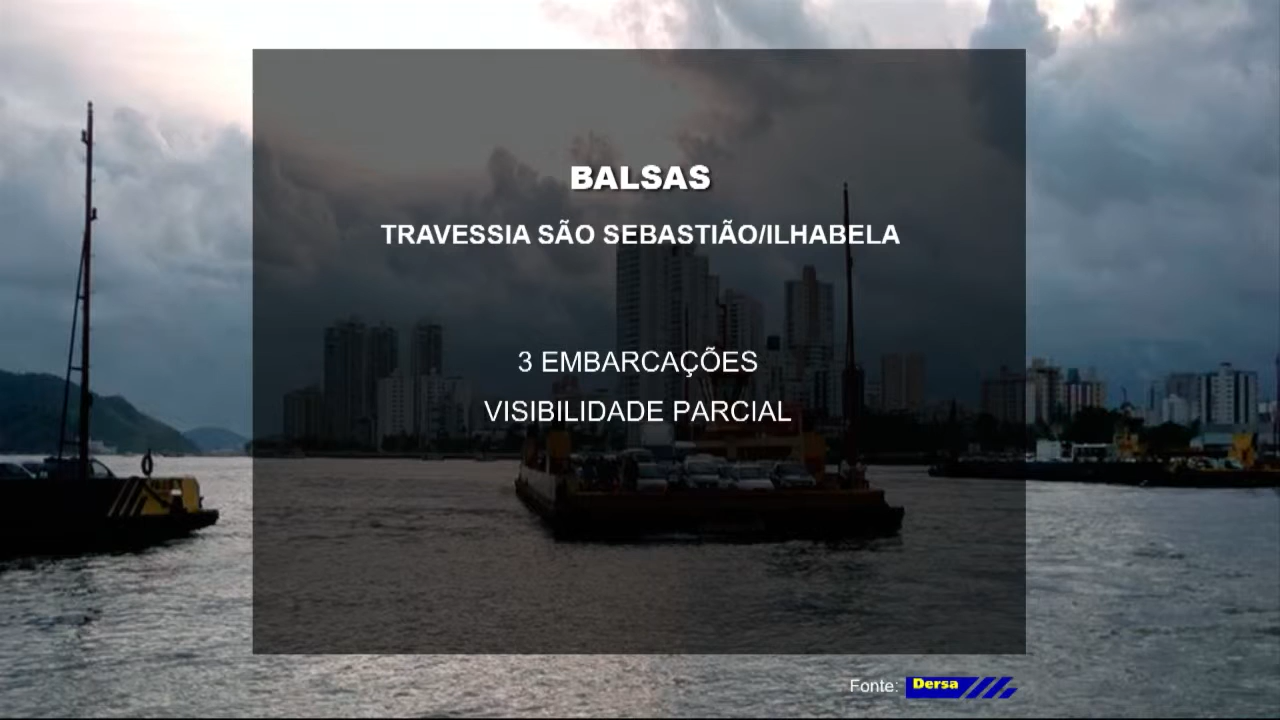 BALSAS
TRAVESSIA SÃO SEBASTIÃO/ILHABELA
3 EMBARCAÇÕES
VISIBILIDADE PARCIAL
Fonte: Dersa